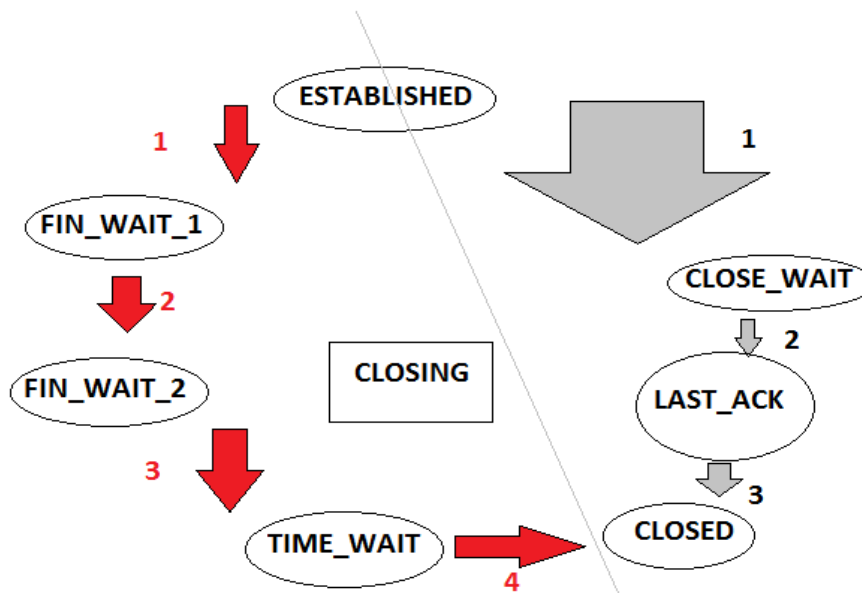 ESTABLISHED
1
1
FIN_WAIT_1
CLOSE_WAIT
2
2
CLOSING
FIN_WAIT_2
LAST_ACK
3
3
CLOSED
TIME_WAIT
4